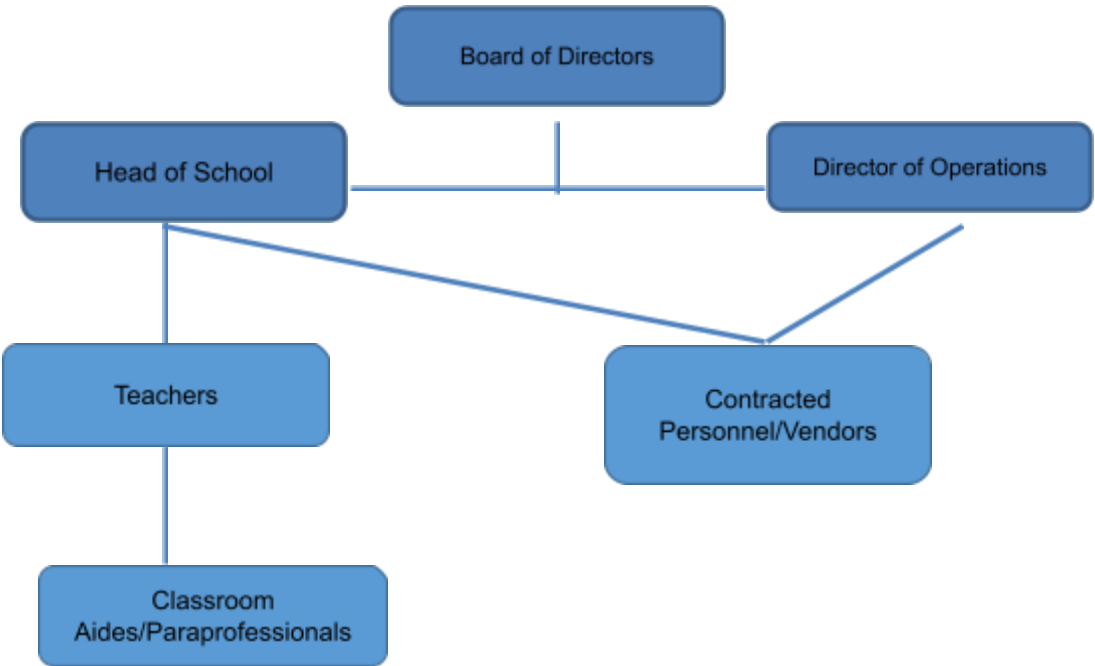 Board of Directors
Head of School
Director of Operations
Teachers
Contracted
Personnel/Vendors
Classroom
Aides/Paraprofessionals